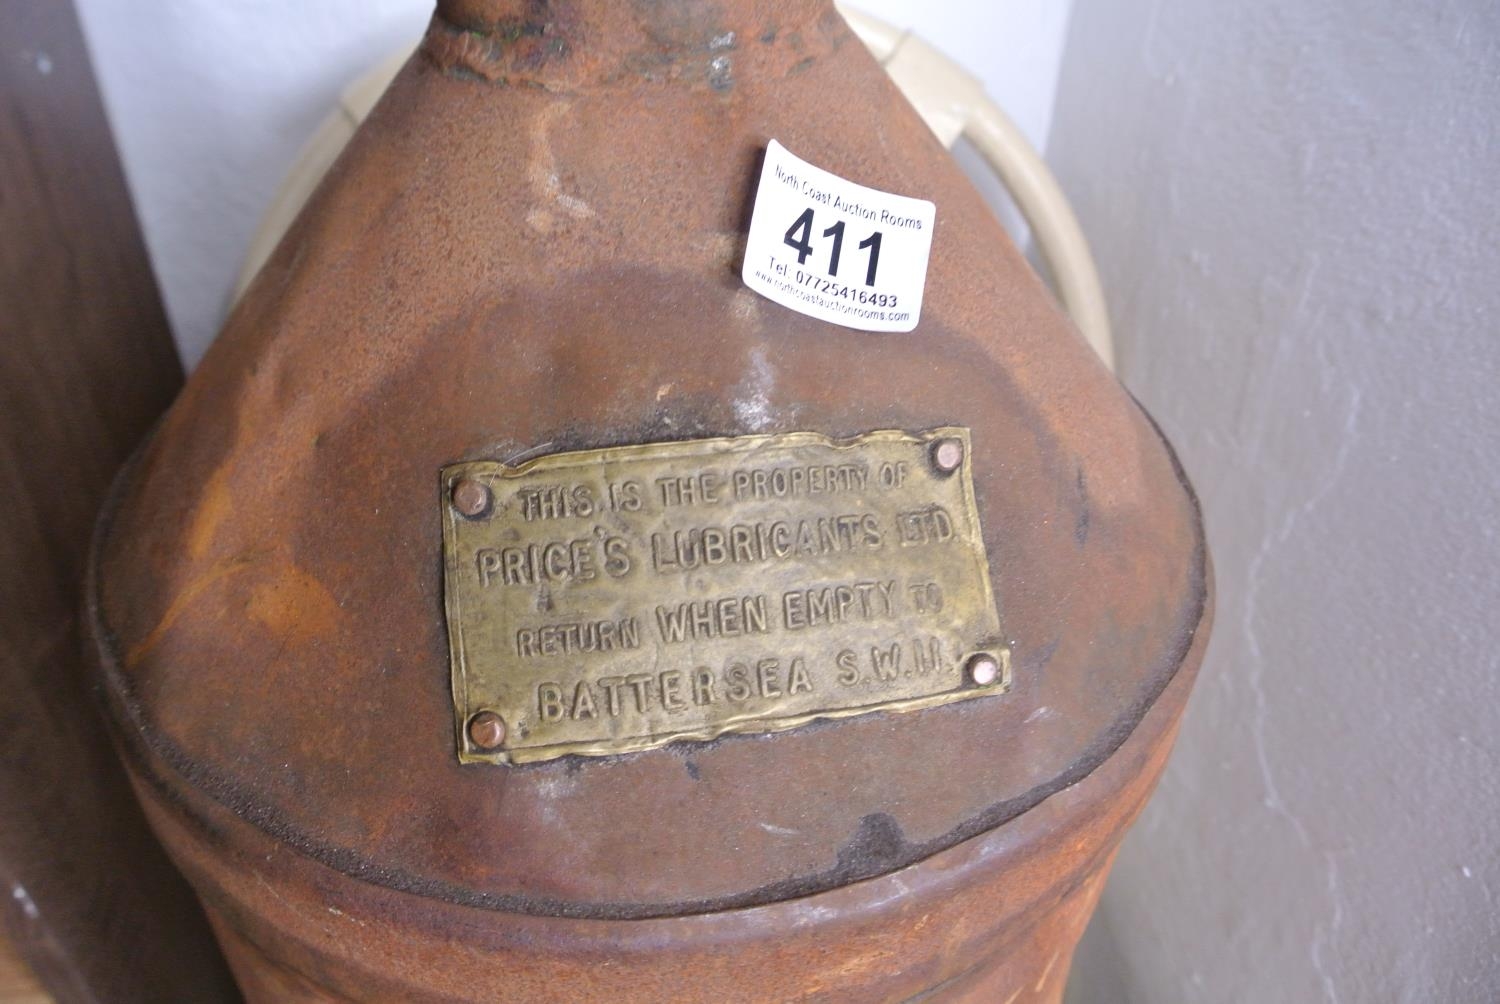 North Coast Auction Rooms
411
Tel: 07725416493
www.northcoastauctionrooms.com
THIS IS THE PROPERTY OF
PRICE'S LUBRICANTS LTD.
RETURN WHEN EMPTY TO
BATTERSEA S.W.11.